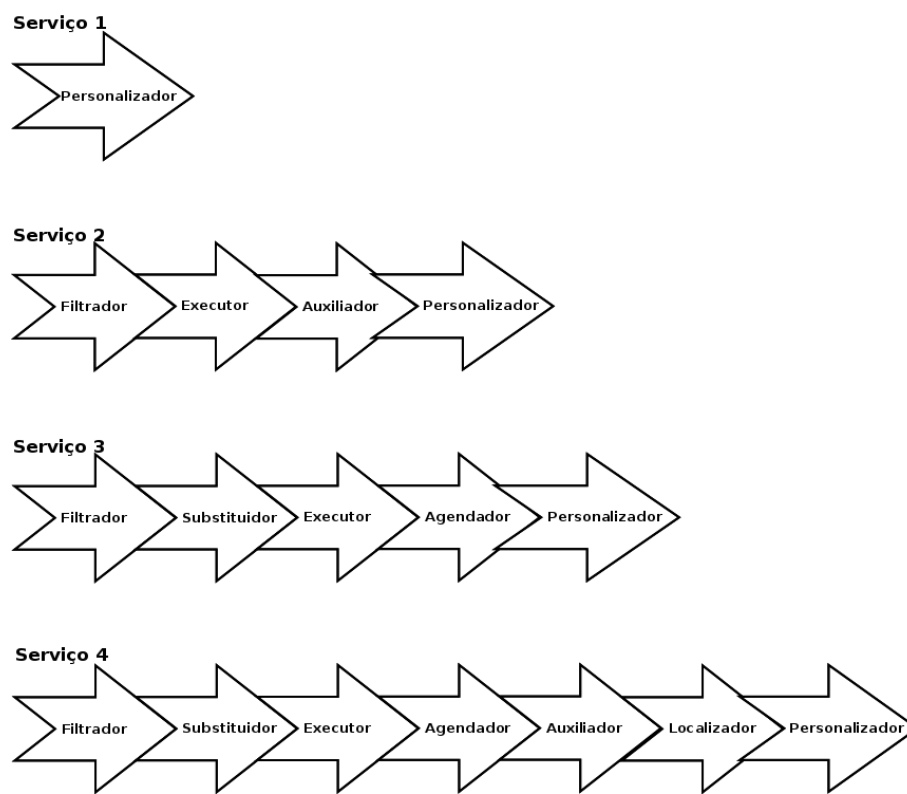 Serviço 1
Personalizador
Serviço 2
Filtrador Executor Auxiliador Personalizador
Serviço 3
Filtrador Substituidor Executor Agendador Personalizador
Serviço 4
Filtrador Substituidor Executor Agendador Auxiliador Localizador Personalizador